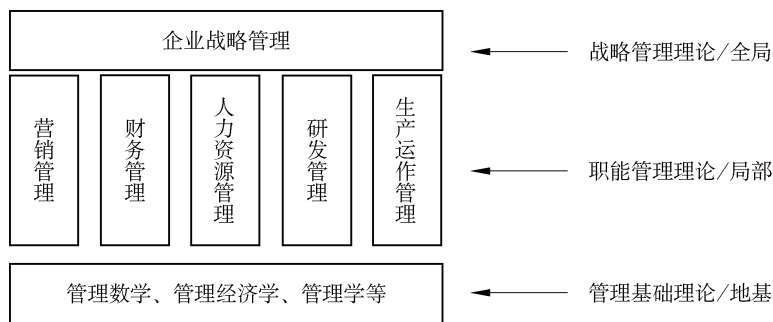 企业战略管理
战略管理理论/全局
营销管理
财务管理
人力资源管理
研发管理
生产运作管理
职能管理理论/局部
管理数学、管理经济学、管理学等
管理基础理论/地基